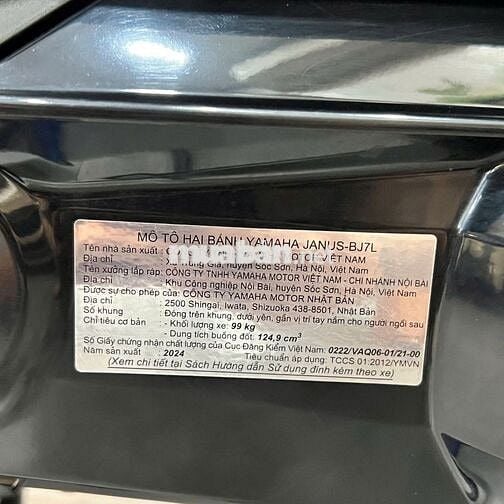 MÔ TÔ HAI BÁNH YAMAHA JANUS-BJ7L
Tên nhà sản xuất :
VIỆT NAM
Địa chỉ : Xã Trung Giã, huyện Sóc Sơn, Hà Nội, Việt Nam
Tên xưởng lắp ráp: CÔNG TY TNHH YAMAHA MOTOR VIỆT NAM - CHI NHÁNH NỘI BÀI
Địa chỉ : Khu Công nghiệp Nội Bài, huyện Sóc Sơn, Hà Nội, Việt Nam
Được sự cho phép của: CÔNG TY YAMAHA MOTOR NHẬT BẢN
Địa chỉ : 2500 Shingai, Iwata, Shizuoka 438-8501, Nhật Bản
Số khung : Đóng trên khung, dưới yên, gần vị trí tay nắm cho người ngồi sau
Chỉ tiêu cơ bản : - Khối lượng xe: 99 kg
- Dung tích buồng đốt: 124,9 cm³
Số Giấy chứng nhận chất lượng của Cục Đăng Kiểm Việt Nam: 0222/VAQ06-01/21-00
Năm sản xuất : 2024 Tiêu chuẩn áp dụng: TCCS 01:2012/YMVN
(Xem chi tiết tại Sách Hướng dẫn Sử dụng đính kèm theo xe)